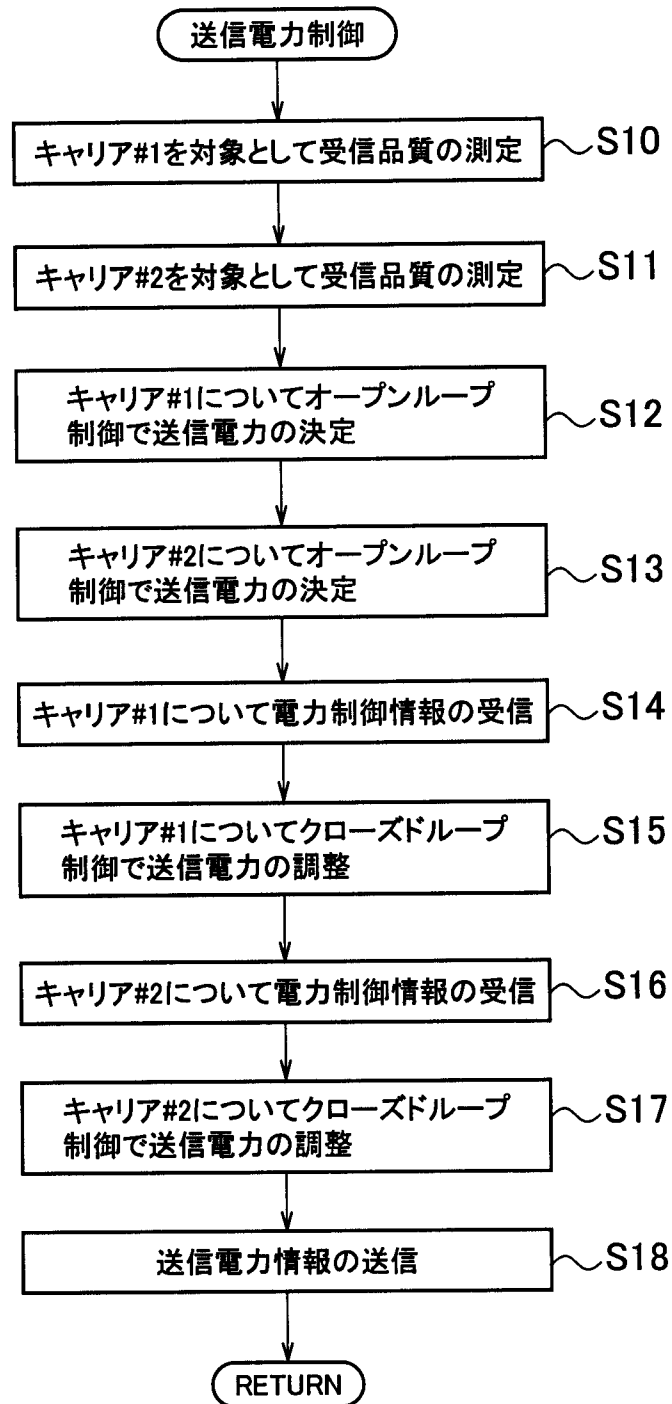 送信電力制御
キャリア#1を対象として受信品質の測定
S10
キャリア#2を対象として受信品質の測定
S11
キャリア#1についてオープンループ
制御で送信電力の決定
S12
キャリア#2についてオープンループ
制御で送信電力の決定
S13
キャリア#1について電力制御情報の受信
S14
キャリア#1についてクローズドループ
制御で送信電力の調整
S15
キャリア#2について電力制御情報の受信
S16
キャリア#2についてクローズドループ
制御で送信電力の調整
S17
送信電力情報の送信
S18
RETURN